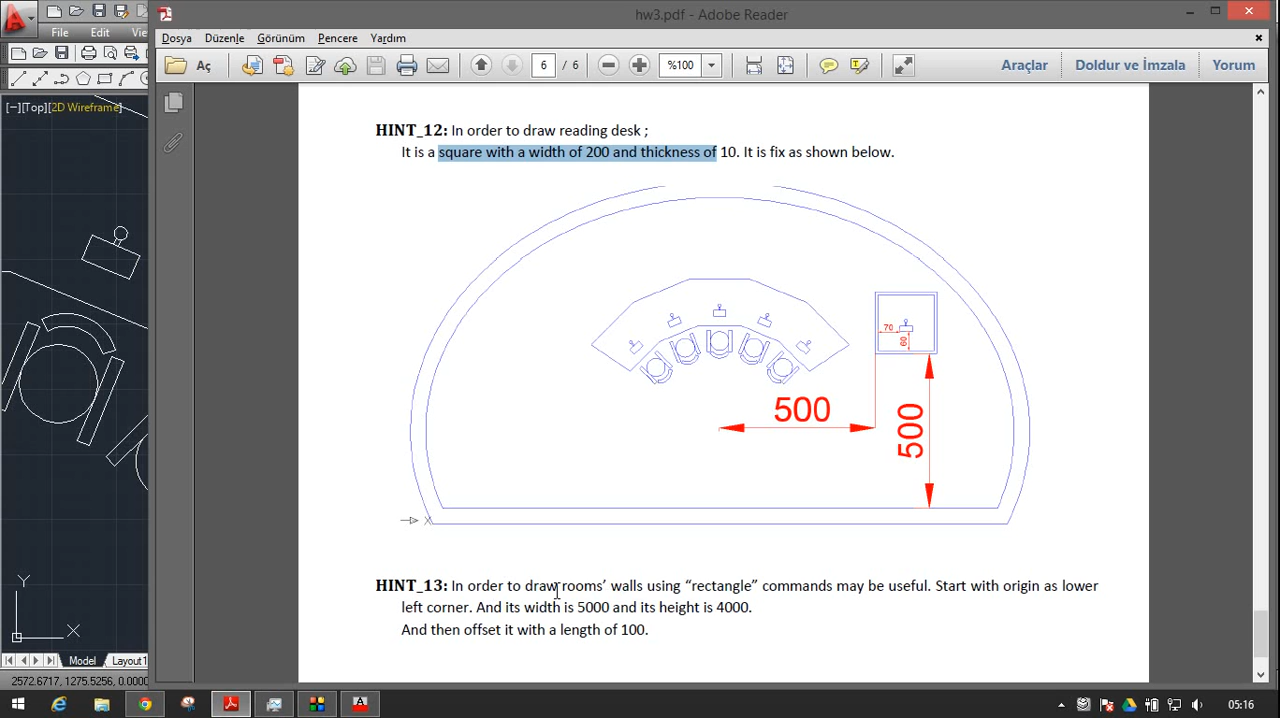 hw3.pdf - Adobe Reader
File Edit
Dosya Düzenle Görünüm Pencere Yardım
Aç 6 / 6 %100 Araçlar Doldur ve İmzala Yorum
[−][Top][2D Wireframe]
HINT_12: In order to draw reading desk ;
It is a square with a width of 200 and thickness of 10. It is fix as shown below.
70
60
500
500
X
Y
X
HINT_13: In order to draw rooms’ walls using “rectangle” commands may be useful. Start with origin as lower
left corner. And its width is 5000 and its height is 4000.
And then offset it with a length of 100.
Model Layout1
2572.6717, 1275.5256, 0.0000
05:16